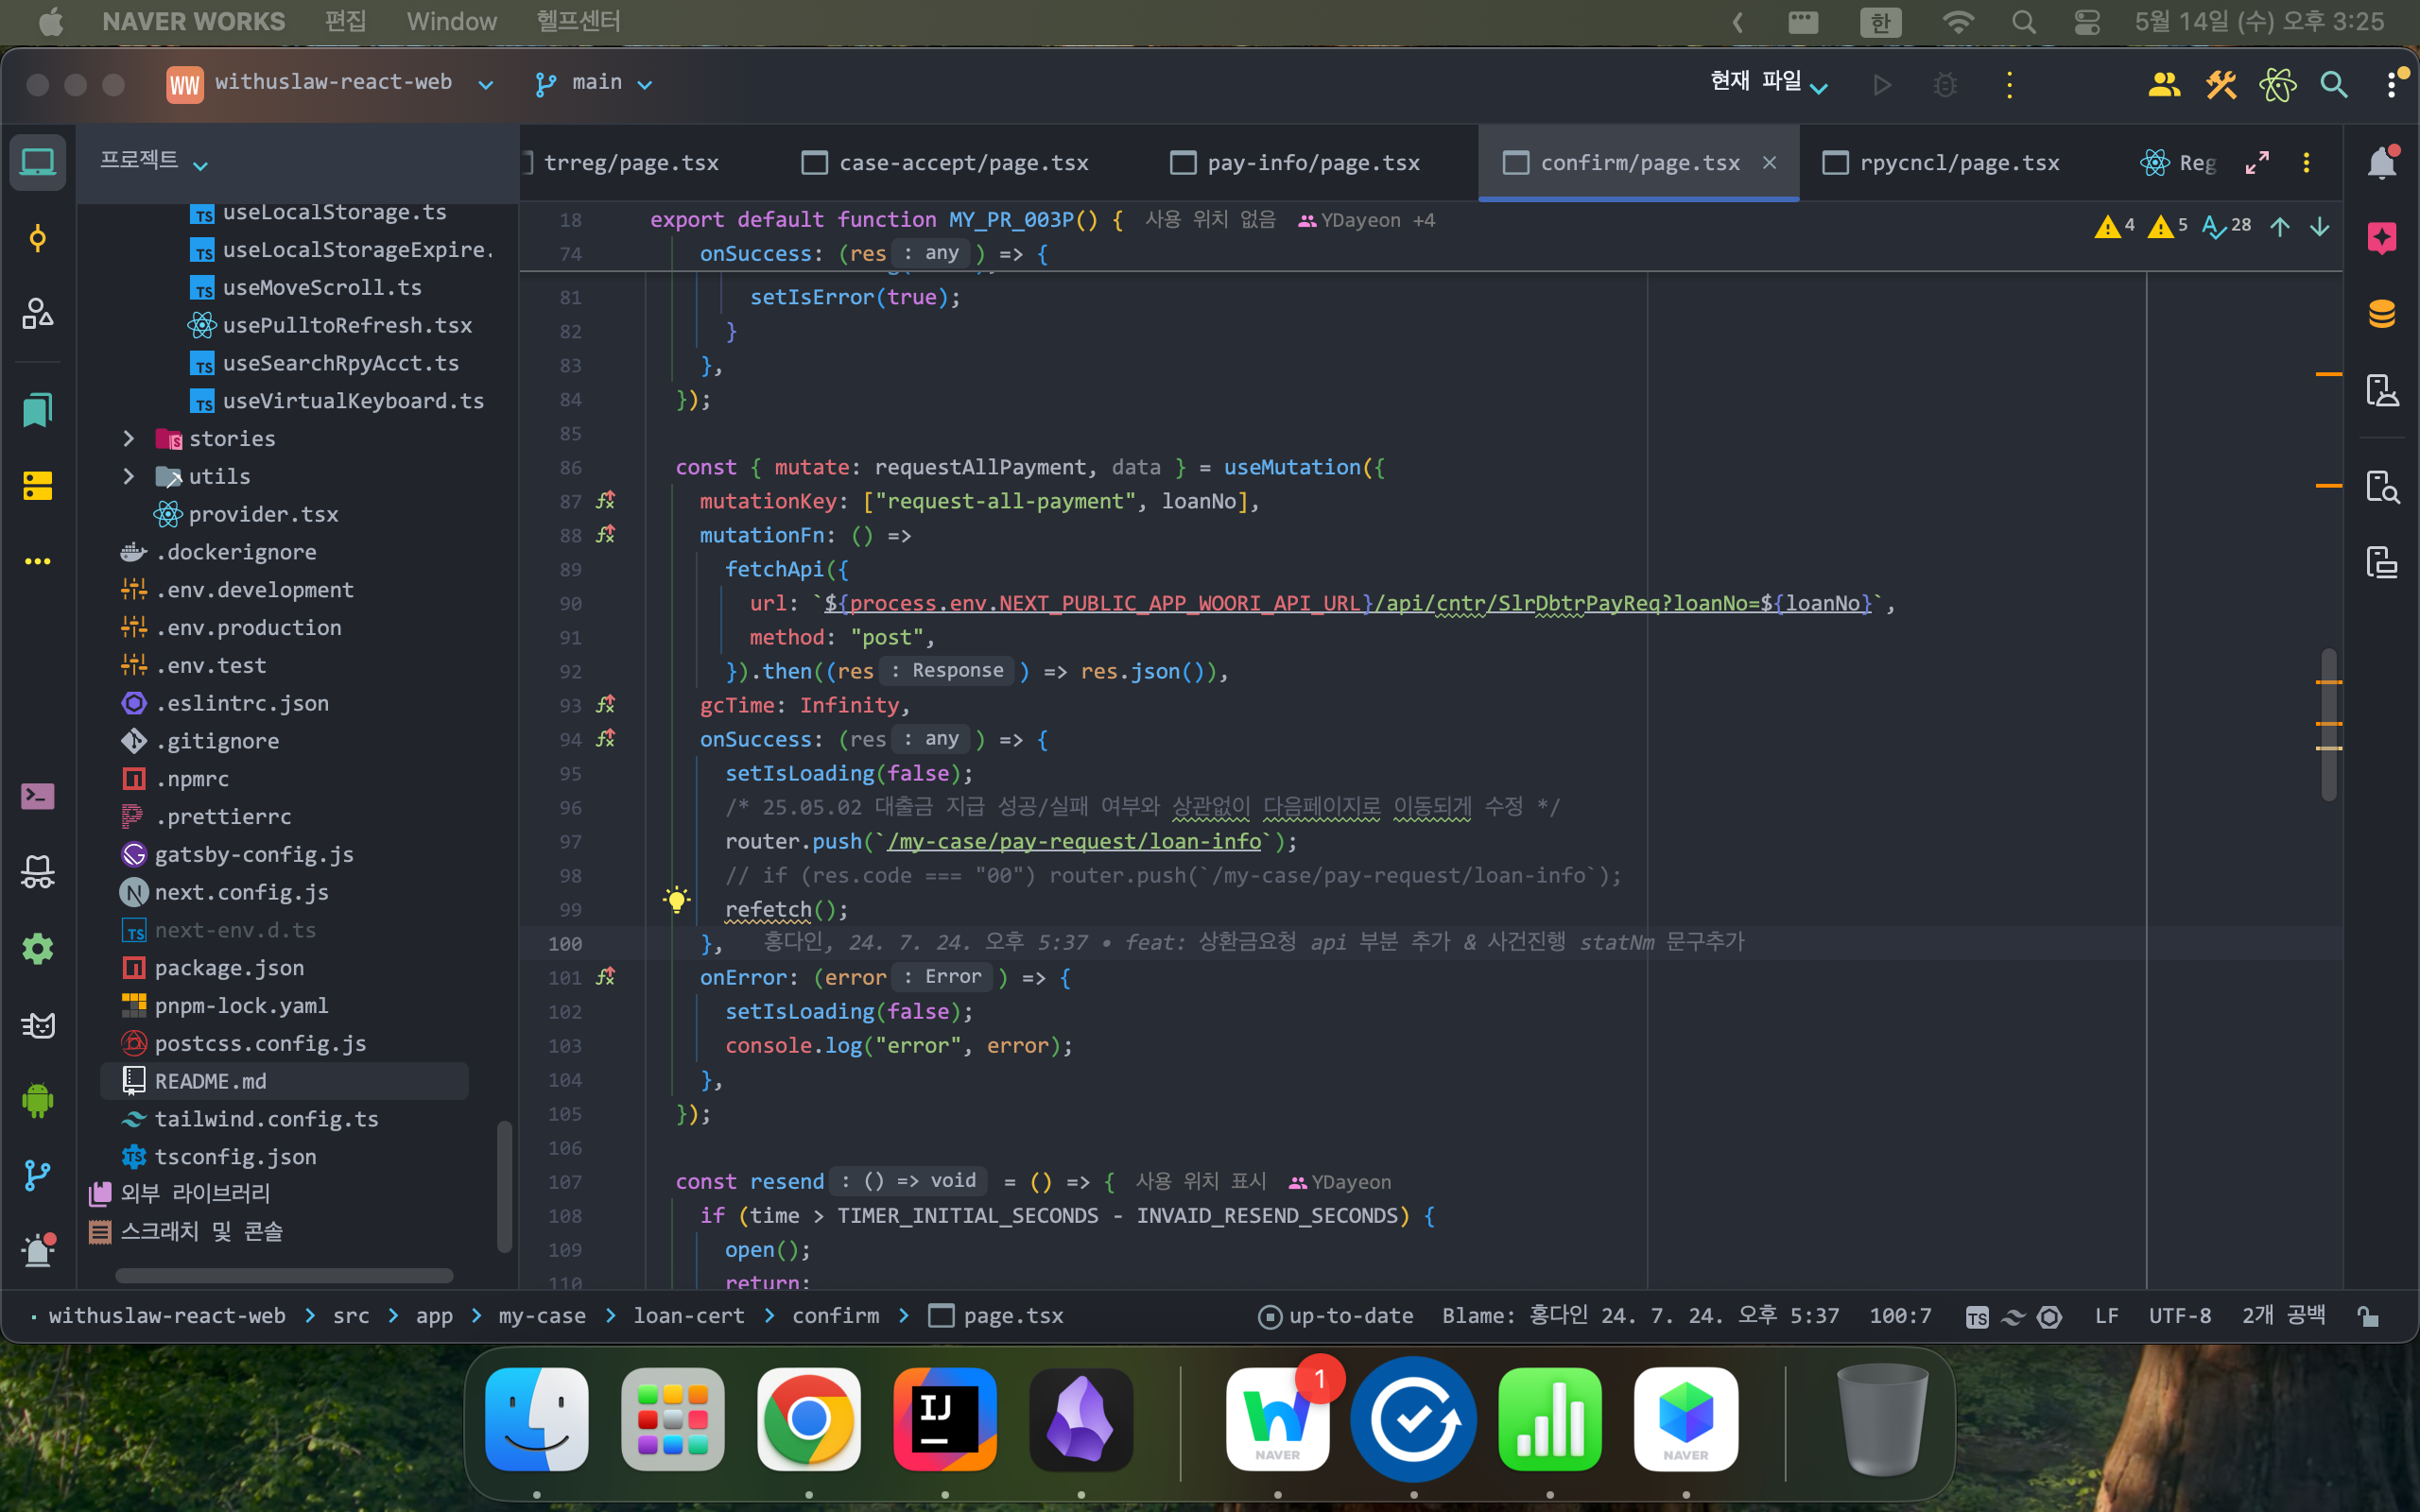 NAVER WORKS 편집 Window 헬프센터 한 5월 14일 (수) 오후 3:25
WW withuslaw-react-web main 현재 파일
프로젝트
trreg/page.tsx case-accept/page.tsx pay-info/page.tsx confirm/page.tsx × rpycncl/page.tsx Reg
useLocalStorage.ts
useLocalStorageExpire.
useMoveScroll.ts
usePulltoRefresh.tsx
useSearchRpyAcct.ts
useVirtualKeyboard.ts
stories
utils
provider.tsx
.dockerignore
.env.development
.env.production
.env.test
.eslintrc.json
.gitignore
.npmrc
.prettierrc
gatsby-config.js
next.config.js
next-env.d.ts
package.json
pnpm-lock.yaml
postcss.config.js
README.md
tailwind.config.ts
tsconfig.json
외부 라이브러리
스크래치 및 콘솔
18 export default function MY_PR_003P() { 사용 위치 없음 YDayeon +4
4 5 28
74 onSuccess: (res : any ) => {
81 setIsError(true);
82 }
83 },
84 });
85
86 const { mutate: requestAllPayment, data } = useMutation({
87 mutationKey: ["request-all-payment", loanNo],
88 mutationFn: () =>
89 fetchApi({
90 url: `${process.env.NEXT_PUBLIC_APP_WOORI_API_URL}/api/cntr/SlrDbtrPayReq?loanNo=${loanNo}`,
91 method: "post",
92 }).then((res : Response ) => res.json()),
93 gcTime: Infinity,
94 onSuccess: (res : any ) => {
95 setIsLoading(false);
96 /* 25.05.02 대출금 지급 성공/실패 여부와 상관없이 다음페이지로 이동되게 수정 */
97 router.push(`/my-case/pay-request/loan-info`);
98 // if (res.code === "00") router.push(`/my-case/pay-request/loan-info`);
99 refetch();
100 }, 홍다인, 24. 7. 24. 오후 5:37 • feat: 상환금요청 api 부분 추가 & 사건진행 statNm 문구추가
101 onError: (error : Error ) => {
102 setIsLoading(false);
103 console.log("error", error);
104 },
105 });
106
107 const resend : () => void = () => { 사용 위치 표시 YDayeon
108 if (time > TIMER_INITIAL_SECONDS - INVAID_RESEND_SECONDS) {
109 open();
110 return;
withuslaw-react-web > src > app > my-case > loan-cert > confirm > page.tsx up-to-date Blame: 홍다인 24. 7. 24. 오후 5:37 100:7 LF UTF-8 2개 공백
IJ
1
NAVER
NAVER